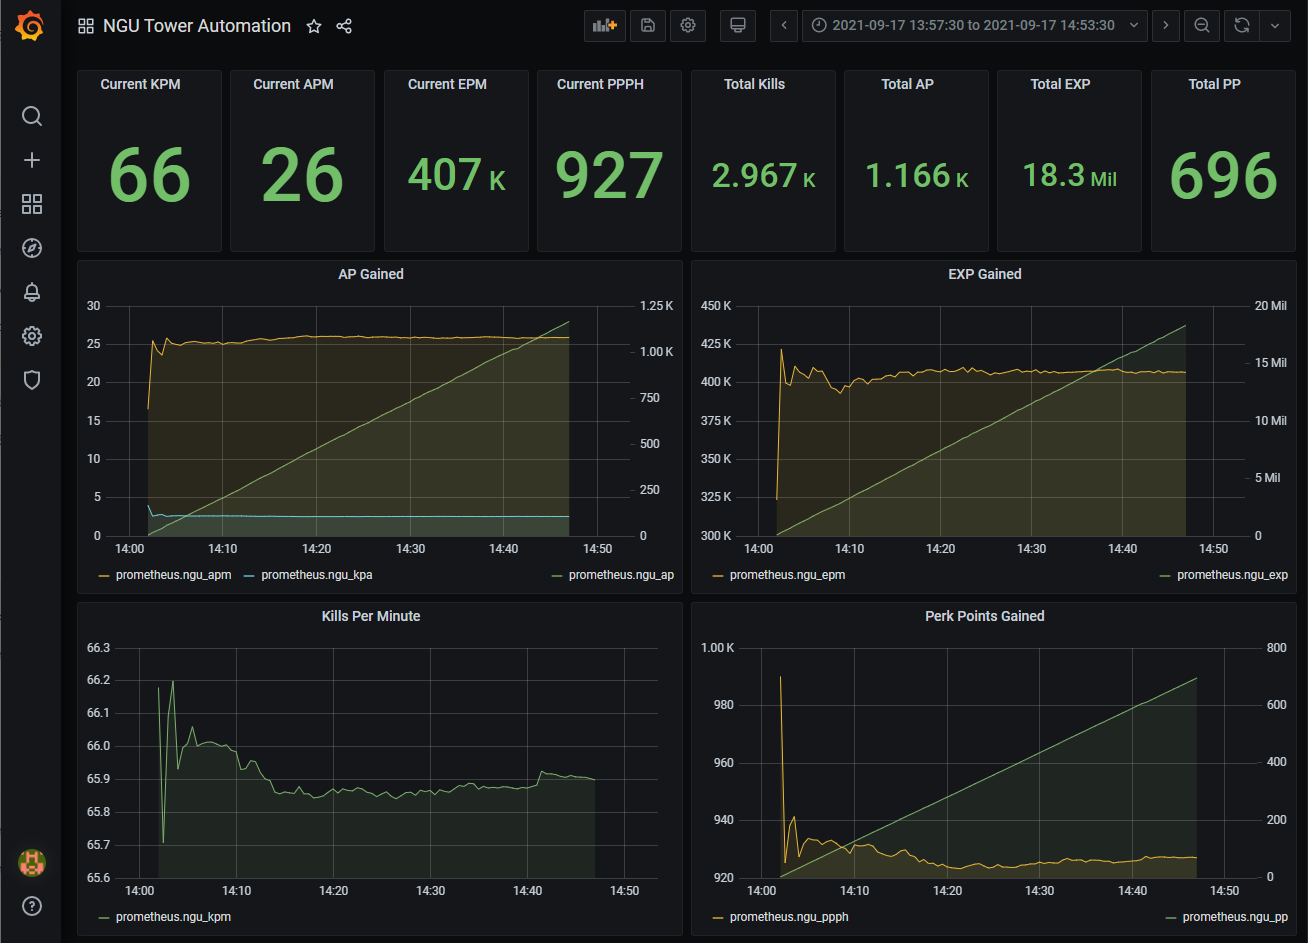 NGU Tower Automation
2021-09-17 13:57:30 to 2021-09-17 14:53:30
Current KPM
66
Current APM
26
Current EPM
407 K
Current PPPH
927
Total Kills
2.967 K
Total AP
1.166 K
Total EXP
18.3 Mil
Total PP
696
AP Gained
30
25
20
15
10
5
0
1.25 K
1.00 K
750
500
250
0
14:00 14:10 14:20 14:30 14:40 14:50
prometheus.ngu_apm prometheus.ngu_kpa prometheus.ngu_ap
EXP Gained
450 K
425 K
400 K
375 K
350 K
325 K
300 K
20 Mil
15 Mil
10 Mil
5 Mil
0
14:00 14:10 14:20 14:30 14:40 14:50
prometheus.ngu_epm prometheus.ngu_exp
Kills Per Minute
66.3
66.2
66.1
66.0
65.9
65.8
65.7
65.6
14:00 14:10 14:20 14:30 14:40 14:50
prometheus.ngu_kpm
Perk Points Gained
1.00 K
980
960
940
920
800
600
400
200
0
14:00 14:10 14:20 14:30 14:40 14:50
prometheus.ngu_ppph prometheus.ngu_pp